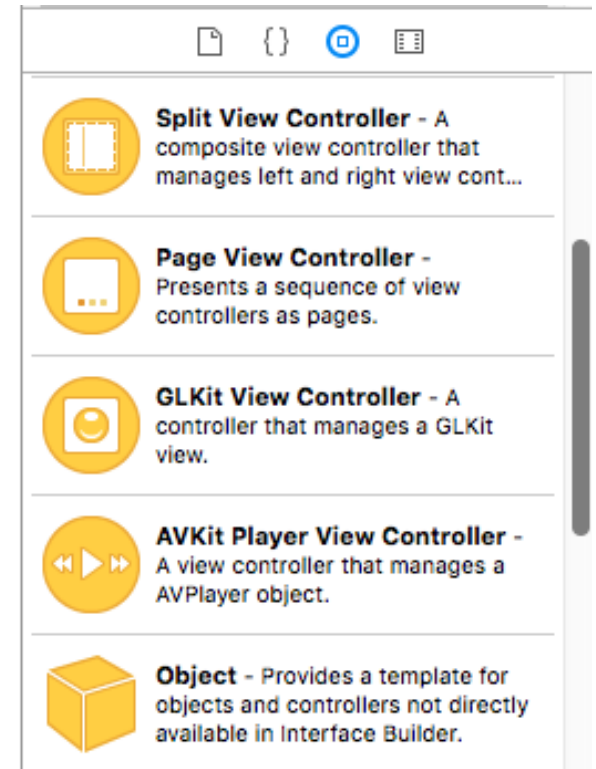 {}
Split View Controller - A
composite view controller that
manages left and right view cont...
Page View Controller -
Presents a sequence of view
controllers as pages.
GLKit View Controller - A
controller that manages a GLKit
view.
AVKit Player View Controller -
A view controller that manages a
AVPlayer object.
Object - Provides a template for
objects and controllers not directly
available in Interface Builder.